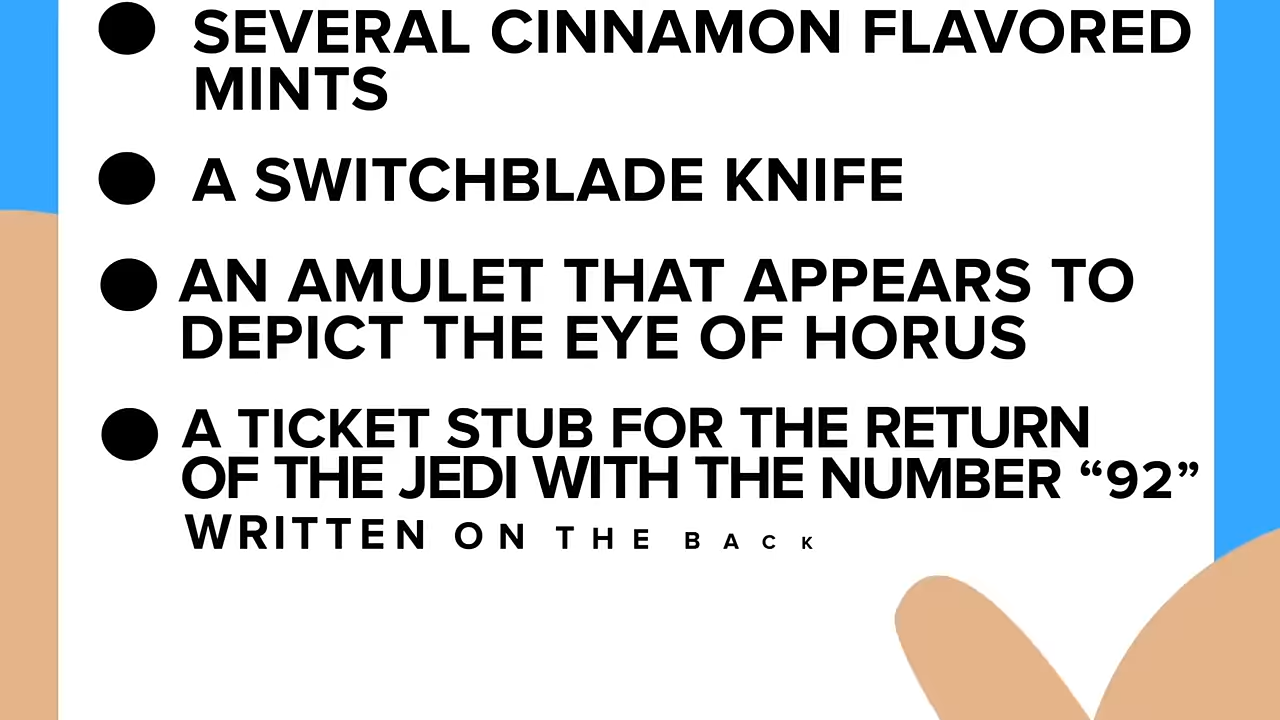 ● SEVERAL CINNAMON FLAVORED
MINTS
● A SWITCHBLADE KNIFE
● AN AMULET THAT APPEARS TO
DEPICT THE EYE OF HORUS
● A TICKET STUB FOR THE RETURN
OF THE JEDI WITH THE NUMBER “92”
WRITTEN ON THE BACK